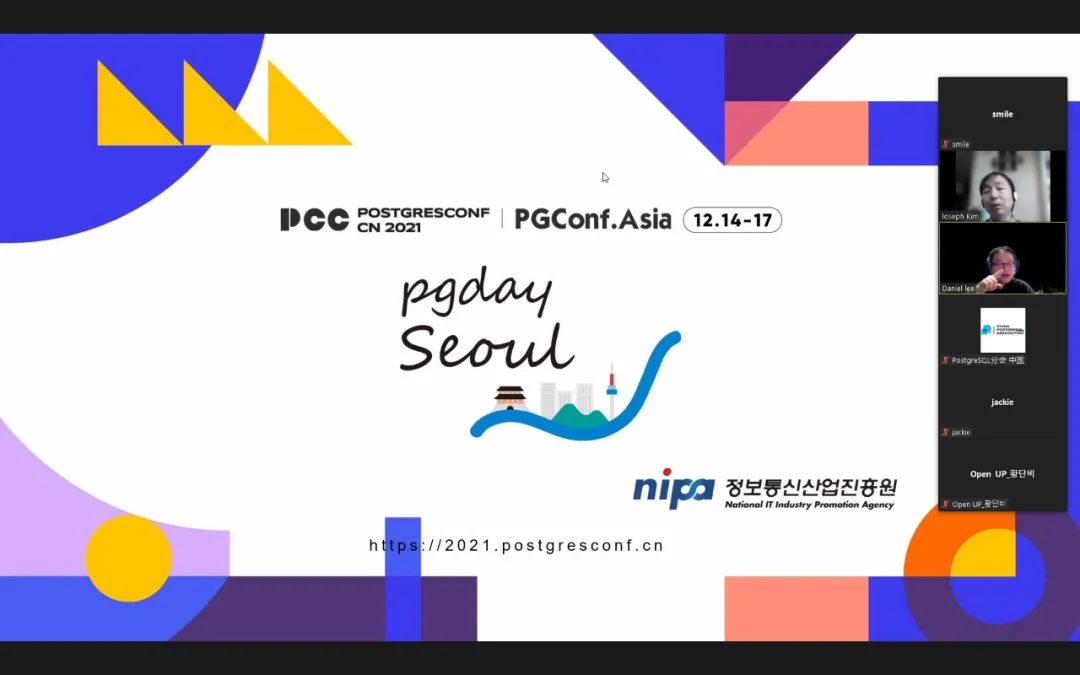 PCC POSTGRESCONF CN 2021 | PGConf.Asia 12.14-17
pgday
Seoul
nipa 정보통신산업진흥원
National IT Industry Promotion Agency
https://2021.postgresconf.cn
smile
smile
Joseph Kim
Daniel lee
CHINA POSTGRESQL ASSOCIATION
PostgreSQL分会 中国
jackie
jackie
Open UP_황단비
Open UP_황단비